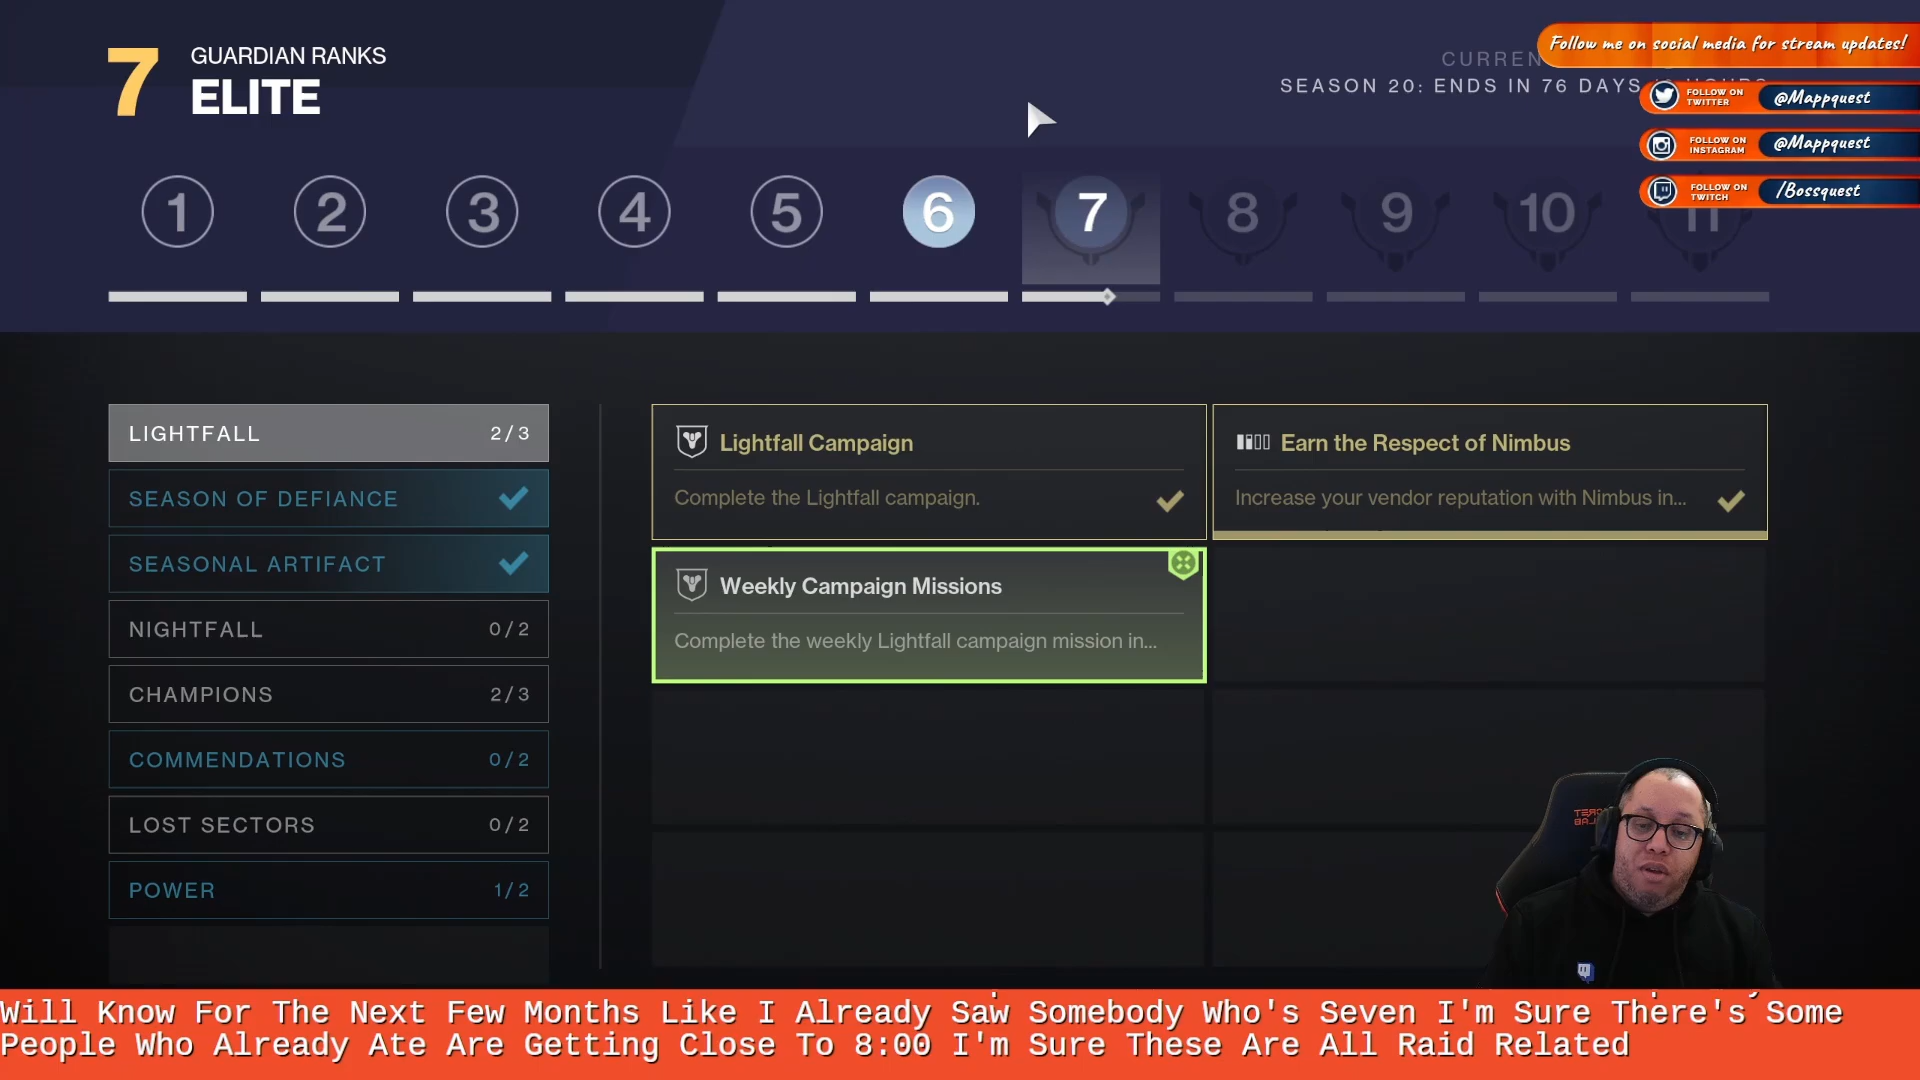 7
GUARDIAN RANKS
ELITE
CURREN
SEASON 20: ENDS IN 76 DAYS
Follow me on social media for stream updates!
FOLLOW ON TWITTER
@Mappquest
FOLLOW ON INSTAGRAM
@Mappquest
FOLLOW ON TWITCH
/Bossquest
1 2 3 4 5 6 7 8 9 10 11
LIGHTFALL 2/3
SEASON OF DEFIANCE
SEASONAL ARTIFACT
NIGHTFALL 0/2
CHAMPIONS 2/3
COMMENDATIONS 0/2
LOST SECTORS 0/2
POWER 1/2
Lightfall Campaign
Complete the Lightfall campaign.
Earn the Respect of Nimbus
Increase your vendor reputation with Nimbus in...
Weekly Campaign Missions
Complete the weekly Lightfall campaign mission in...
Will Know For The Next Few Months Like I Already Saw Somebody Who's Seven I'm Sure There's Some
People Who Already Ate Are Getting Close To 8:00 I'm Sure These Are All Raid Related